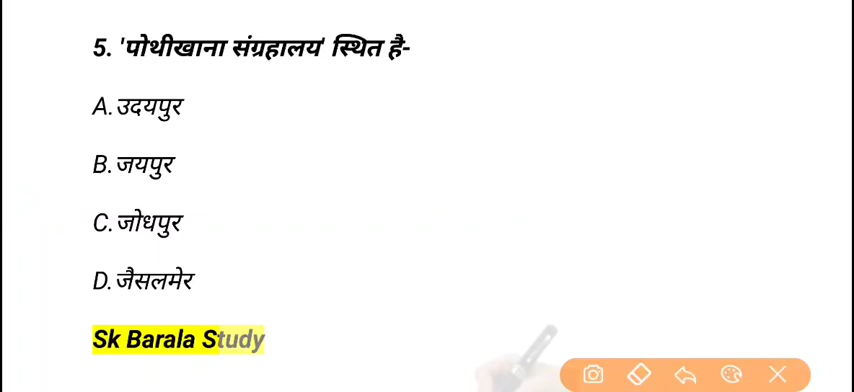 5. 'पोथीखाना संग्रहालय' स्थित है-
A. उदयपुर
B. जयपुर
C. जोधपुर
D. जैसलमेर
Sk Barala Study